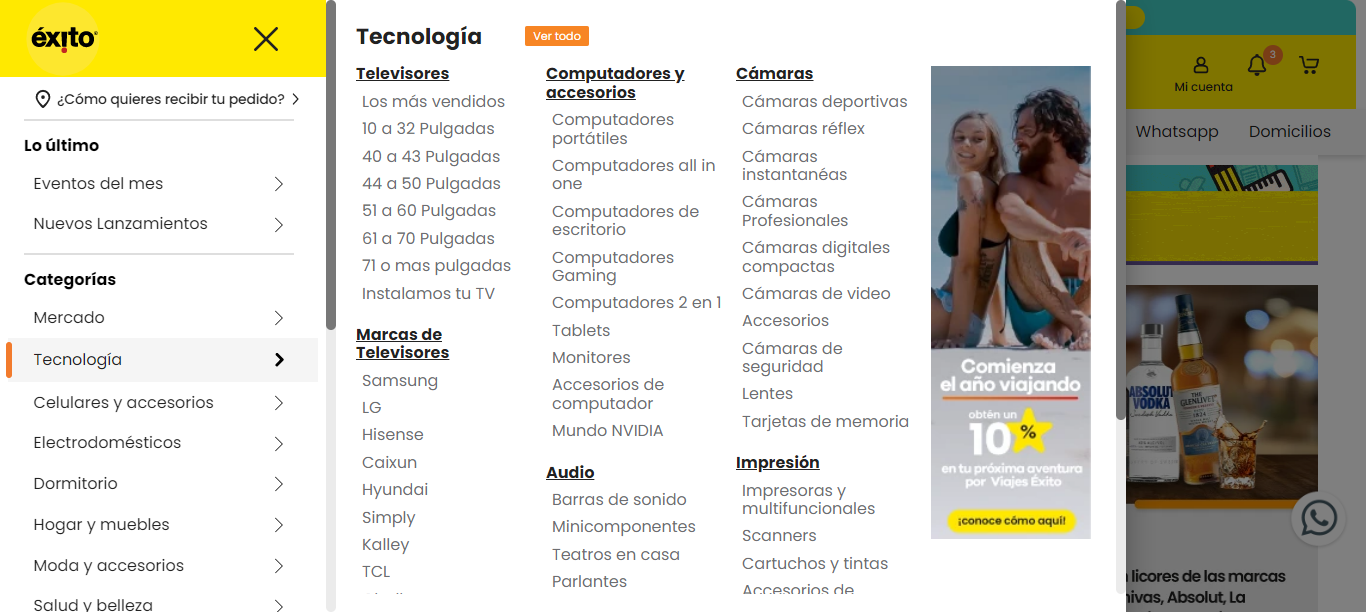 éxito
¿Cómo quieres recibir tu pedido?
Lo último
Eventos del mes
Nuevos Lanzamientos
Categorías
Mercado
Tecnología
Celulares y accesorios
Electrodomésticos
Dormitorio
Hogar y muebles
Moda y accesorios
Salud y belleza
Tecnología
Ver todo
Televisores
Los más vendidos
10 a 32 Pulgadas
40 a 43 Pulgadas
44 a 50 Pulgadas
51 a 60 Pulgadas
61 a 70 Pulgadas
71 o mas pulgadas
Instalamos tu TV
Marcas de
Televisores
Samsung
LG
Hisense
Caixun
Hyundai
Simply
Kalley
TCL
Computadores y
accesorios
Computadores
portátiles
Computadores all in
one
Computadores de
escritorio
Computadores
Gaming
Computadores 2 en 1
Tablets
Monitores
Accesorios de
computador
Mundo NVIDIA
Audio
Barras de sonido
Minicomponentes
Teatros en casa
Parlantes
Cámaras
Cámaras deportivas
Cámaras réflex
Cámaras
instantanéas
Cámaras
Profesionales
Cámaras digitales
compactas
Cámaras de video
Accesorios
Cámaras de
seguridad
Lentes
Tarjetas de memoria
Impresión
Impresoras y
multifuncionales
Scanners
Cartuchos y tintas
Accesorios de
Comienza
el año viajando
obtén un
10%
en tu próxima aventura
por Viajes Éxito
¡conoce cómo aquí!
Mi cuenta
3
Whatsapp
Domicilios
ABSOLUT
VODKA
THE
GLENLIVET
1824
licores de las marcas
hivas, Absolut, La